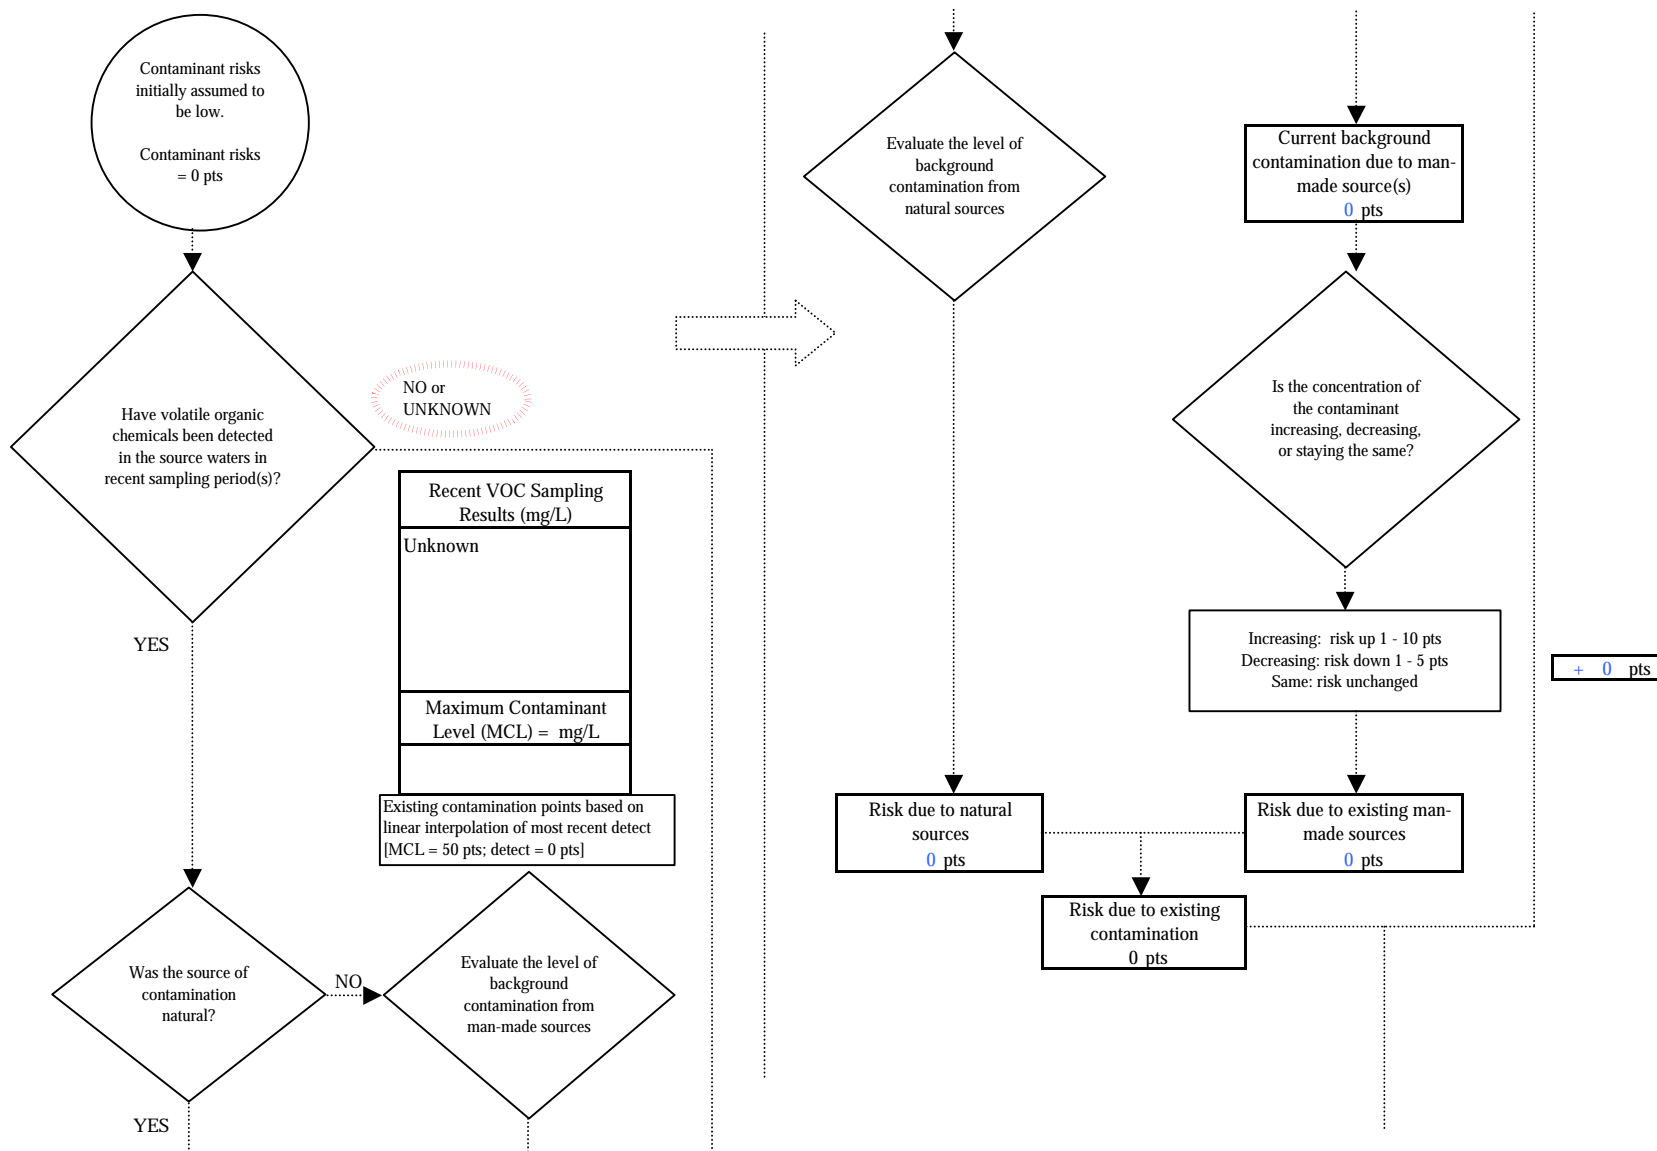 Contaminant risks
initially assumed to
be low.
Contaminant risks
= 0 pts
Have volatile organic
chemicals been detected
in the source waters in
recent sampling period(s)?
NO or
UNKNOWN
YES
Recent VOC Sampling
Results (mg/L)
Unknown
Maximum Contaminant
Level (MCL) = mg/L
Existing contamination points based on
linear interpolation of most recent detect
[MCL = 50 pts; detect = 0 pts]
Was the source of
contamination
natural?
NO
YES
Evaluate the level of
background
contamination from
man-made sources
Evaluate the level of
background
contamination from
natural sources
Current background
contamination due to man-
made source(s)
0 pts
Is the concentration of
the contaminant
increasing, decreasing,
or staying the same?
Increasing: risk up 1 - 10 pts
Decreasing: risk down 1 - 5 pts
Same: risk unchanged
+ 0 pts
Risk due to natural
sources
0 pts
Risk due to existing man-
made sources
0 pts
Risk due to existing
contamination
0 pts